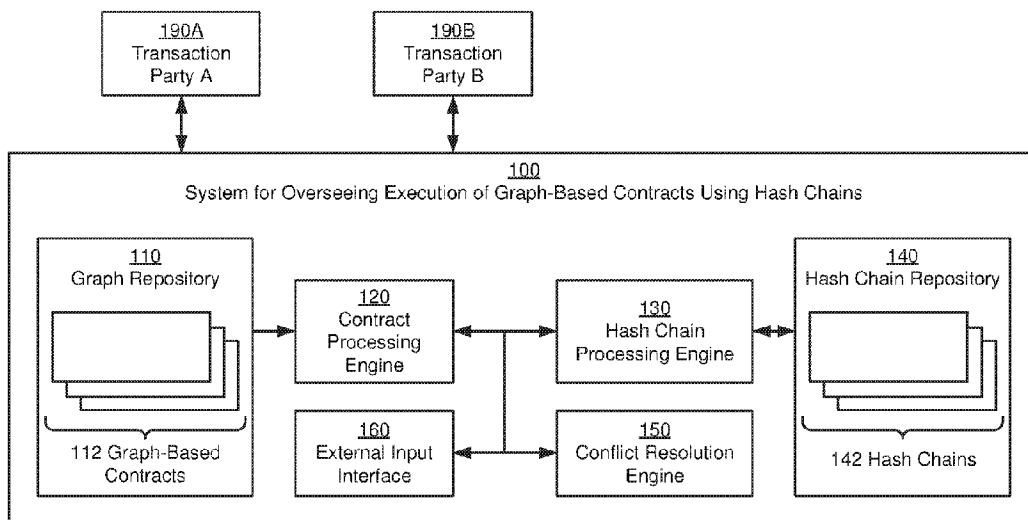 190A
Transaction
Party A
190B
Transaction
Party B
100
System for Overseeing Execution of Graph-Based Contracts Using Hash Chains
110
Graph Repository
112 Graph-Based
Contracts
120
Contract
Processing
Engine
160
External Input
Interface
130
Hash Chain
Processing Engine
150
Conflict Resolution
Engine
140
Hash Chain Repository
142 Hash Chains